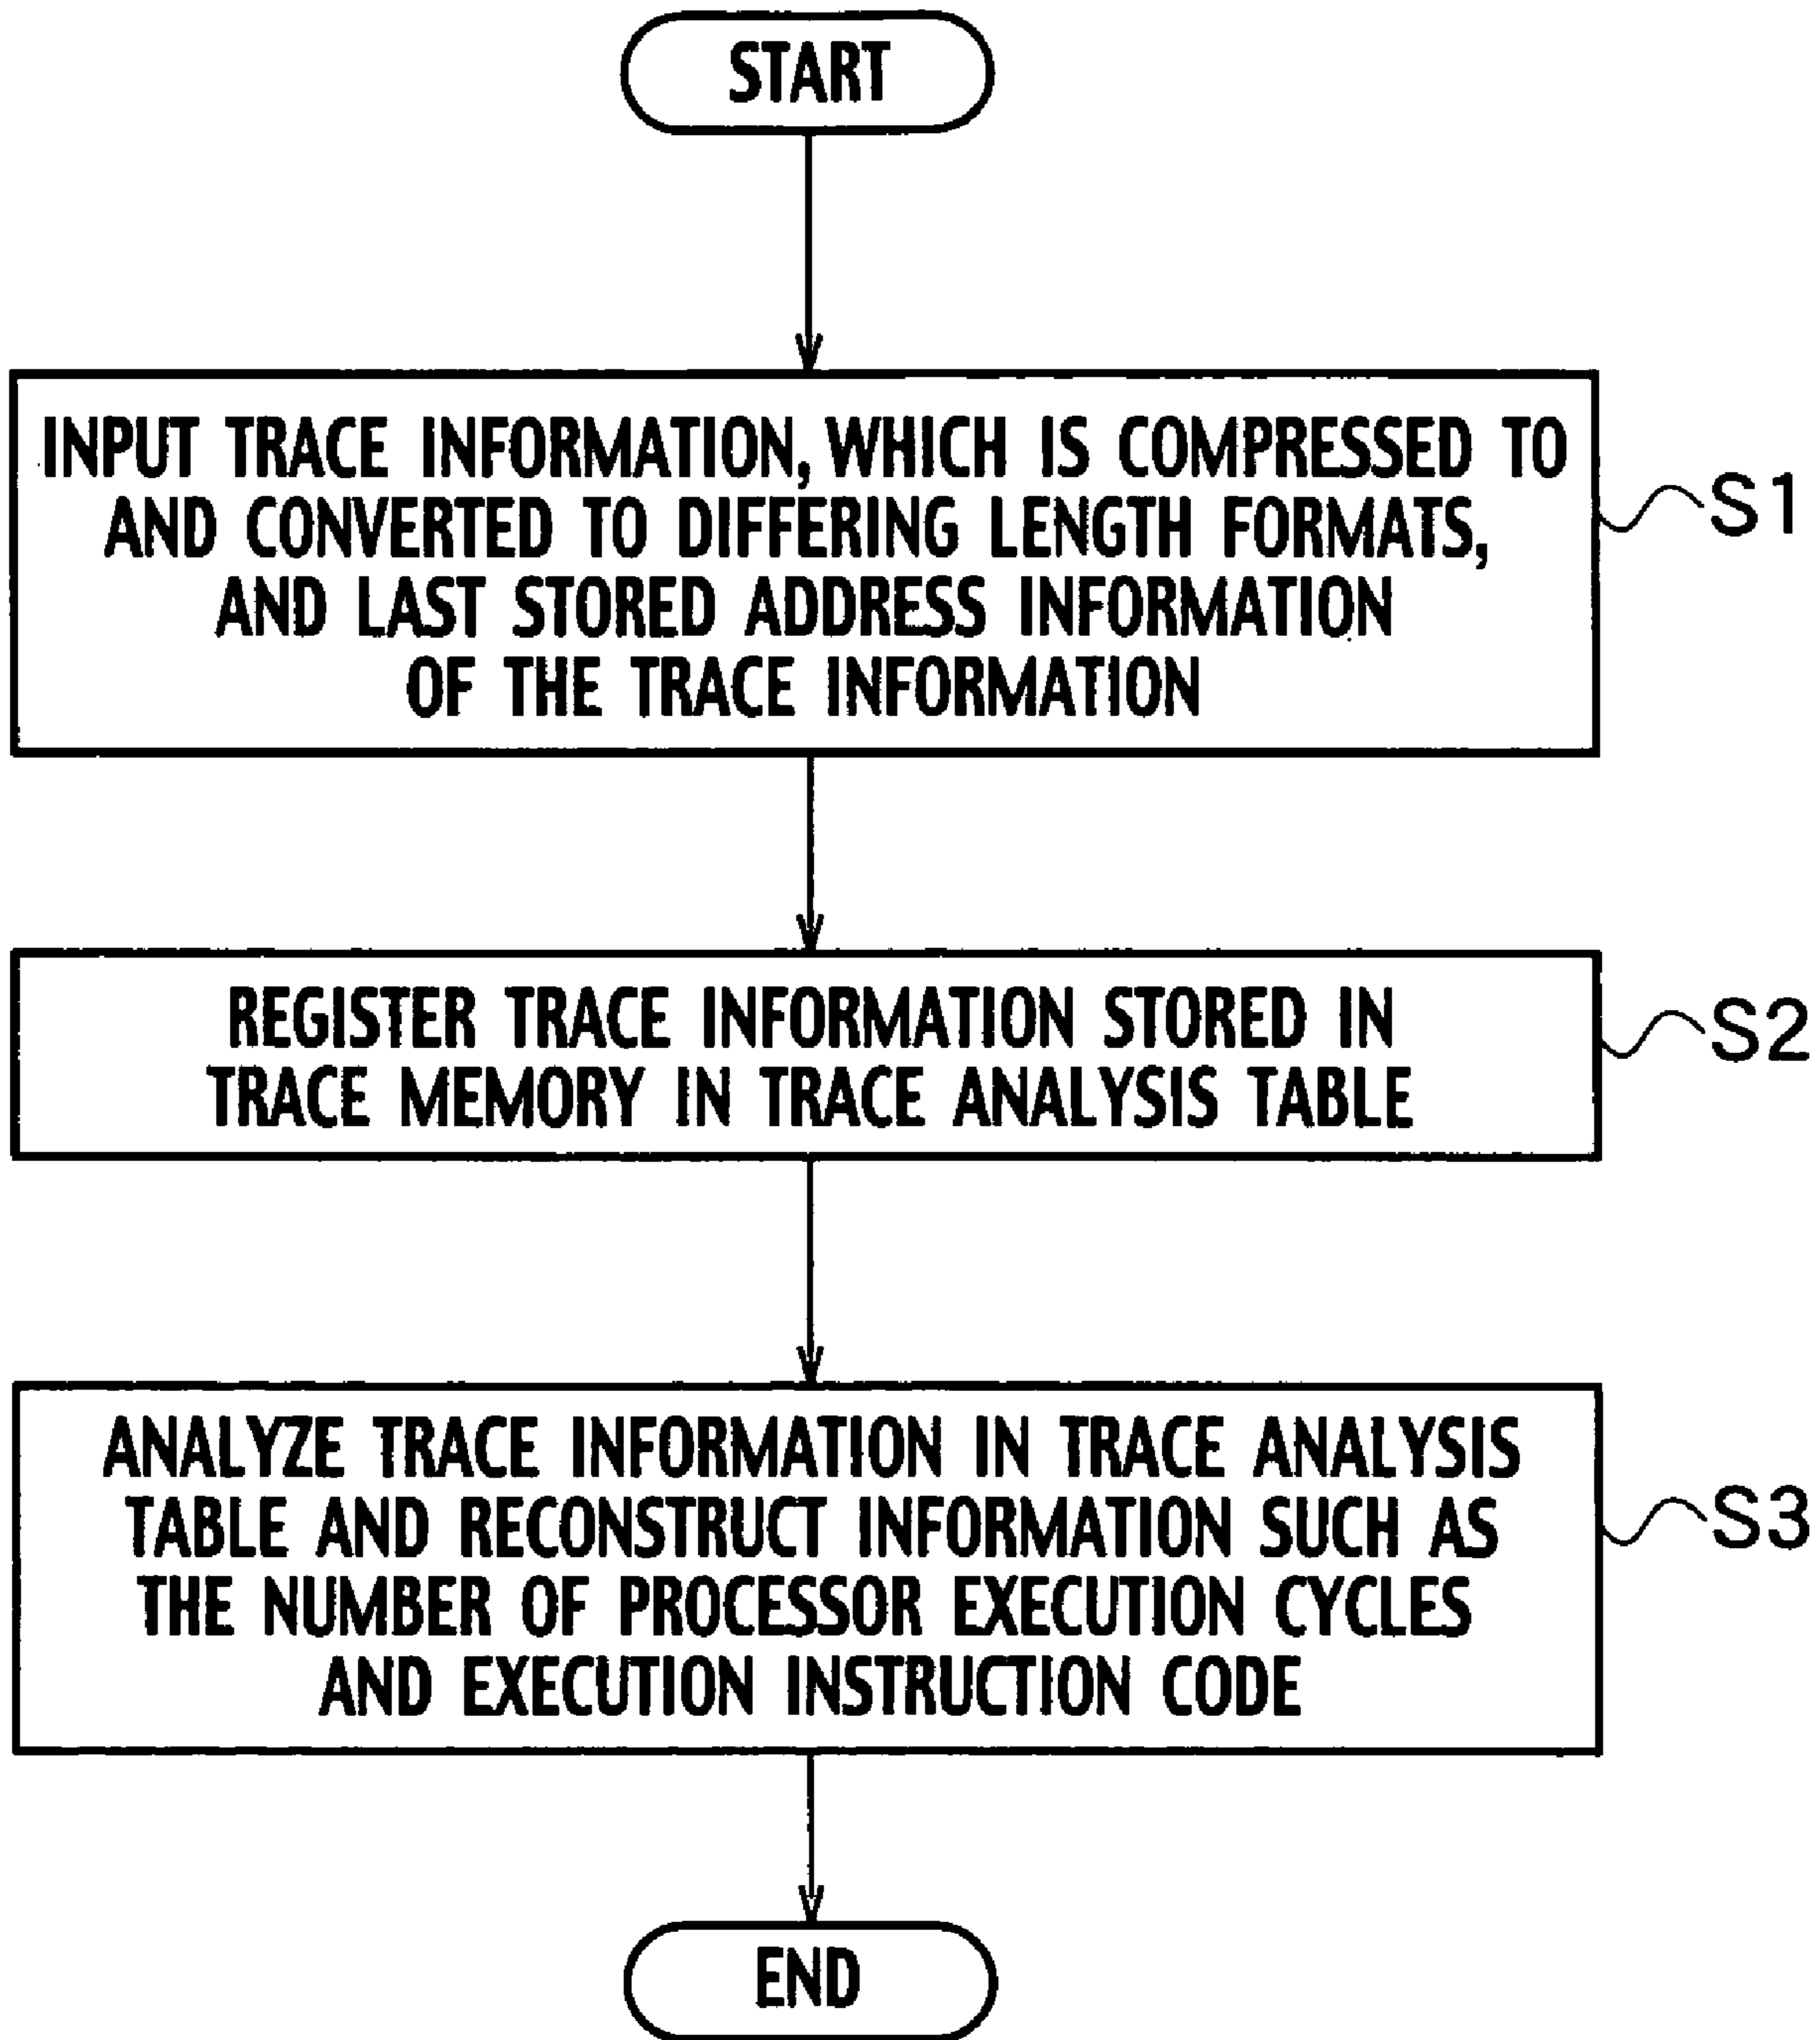 START
INPUT TRACE INFORMATION, WHICH IS COMPRESSED TO
AND CONVERTED TO DIFFERING LENGTH FORMATS,
AND LAST STORED ADDRESS INFORMATION
OF THE TRACE INFORMATION
S1
REGISTER TRACE INFORMATION STORED IN
TRACE MEMORY IN TRACE ANALYSIS TABLE
S2
ANALYZE TRACE INFORMATION IN TRACE ANALYSIS
TABLE AND RECONSTRUCT INFORMATION SUCH AS
THE NUMBER OF PROCESSOR EXECUTION CYCLES
AND EXECUTION INSTRUCTION CODE
S3
END